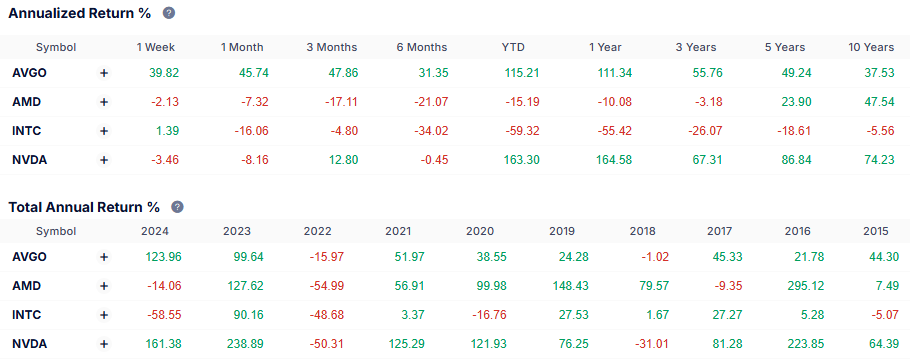 Annualized Return % ?
Symbol 1 Week 1 Month 3 Months 6 Months YTD 1 Year 3 Years 5 Years 10 Years
AVGO + 39.82 45.74 47.86 31.35 115.21 111.34 55.76 49.24 37.53
AMD + -2.13 -7.32 -17.11 -21.07 -15.19 -10.08 -3.18 23.90 47.54
INTC + 1.39 -16.06 -4.80 -34.02 -59.32 -55.42 -26.07 -18.61 -5.56
NVDA + -3.46 -8.16 12.80 -0.45 163.30 164.58 67.31 86.84 74.23
Total Annual Return % ?
Symbol 2024 2023 2022 2021 2020 2019 2018 2017 2016 2015
AVGO + 123.96 99.64 -15.97 51.97 38.55 24.28 -1.02 45.33 21.78 44.30
AMD + -14.06 127.62 -54.99 56.91 99.98 148.43 79.57 -9.35 295.12 7.49
INTC + -58.55 90.16 -48.68 3.37 -16.76 27.53 1.67 27.27 5.28 -5.07
NVDA + 161.38 238.89 -50.31 125.29 121.93 76.25 -31.01 81.28 223.85 64.39